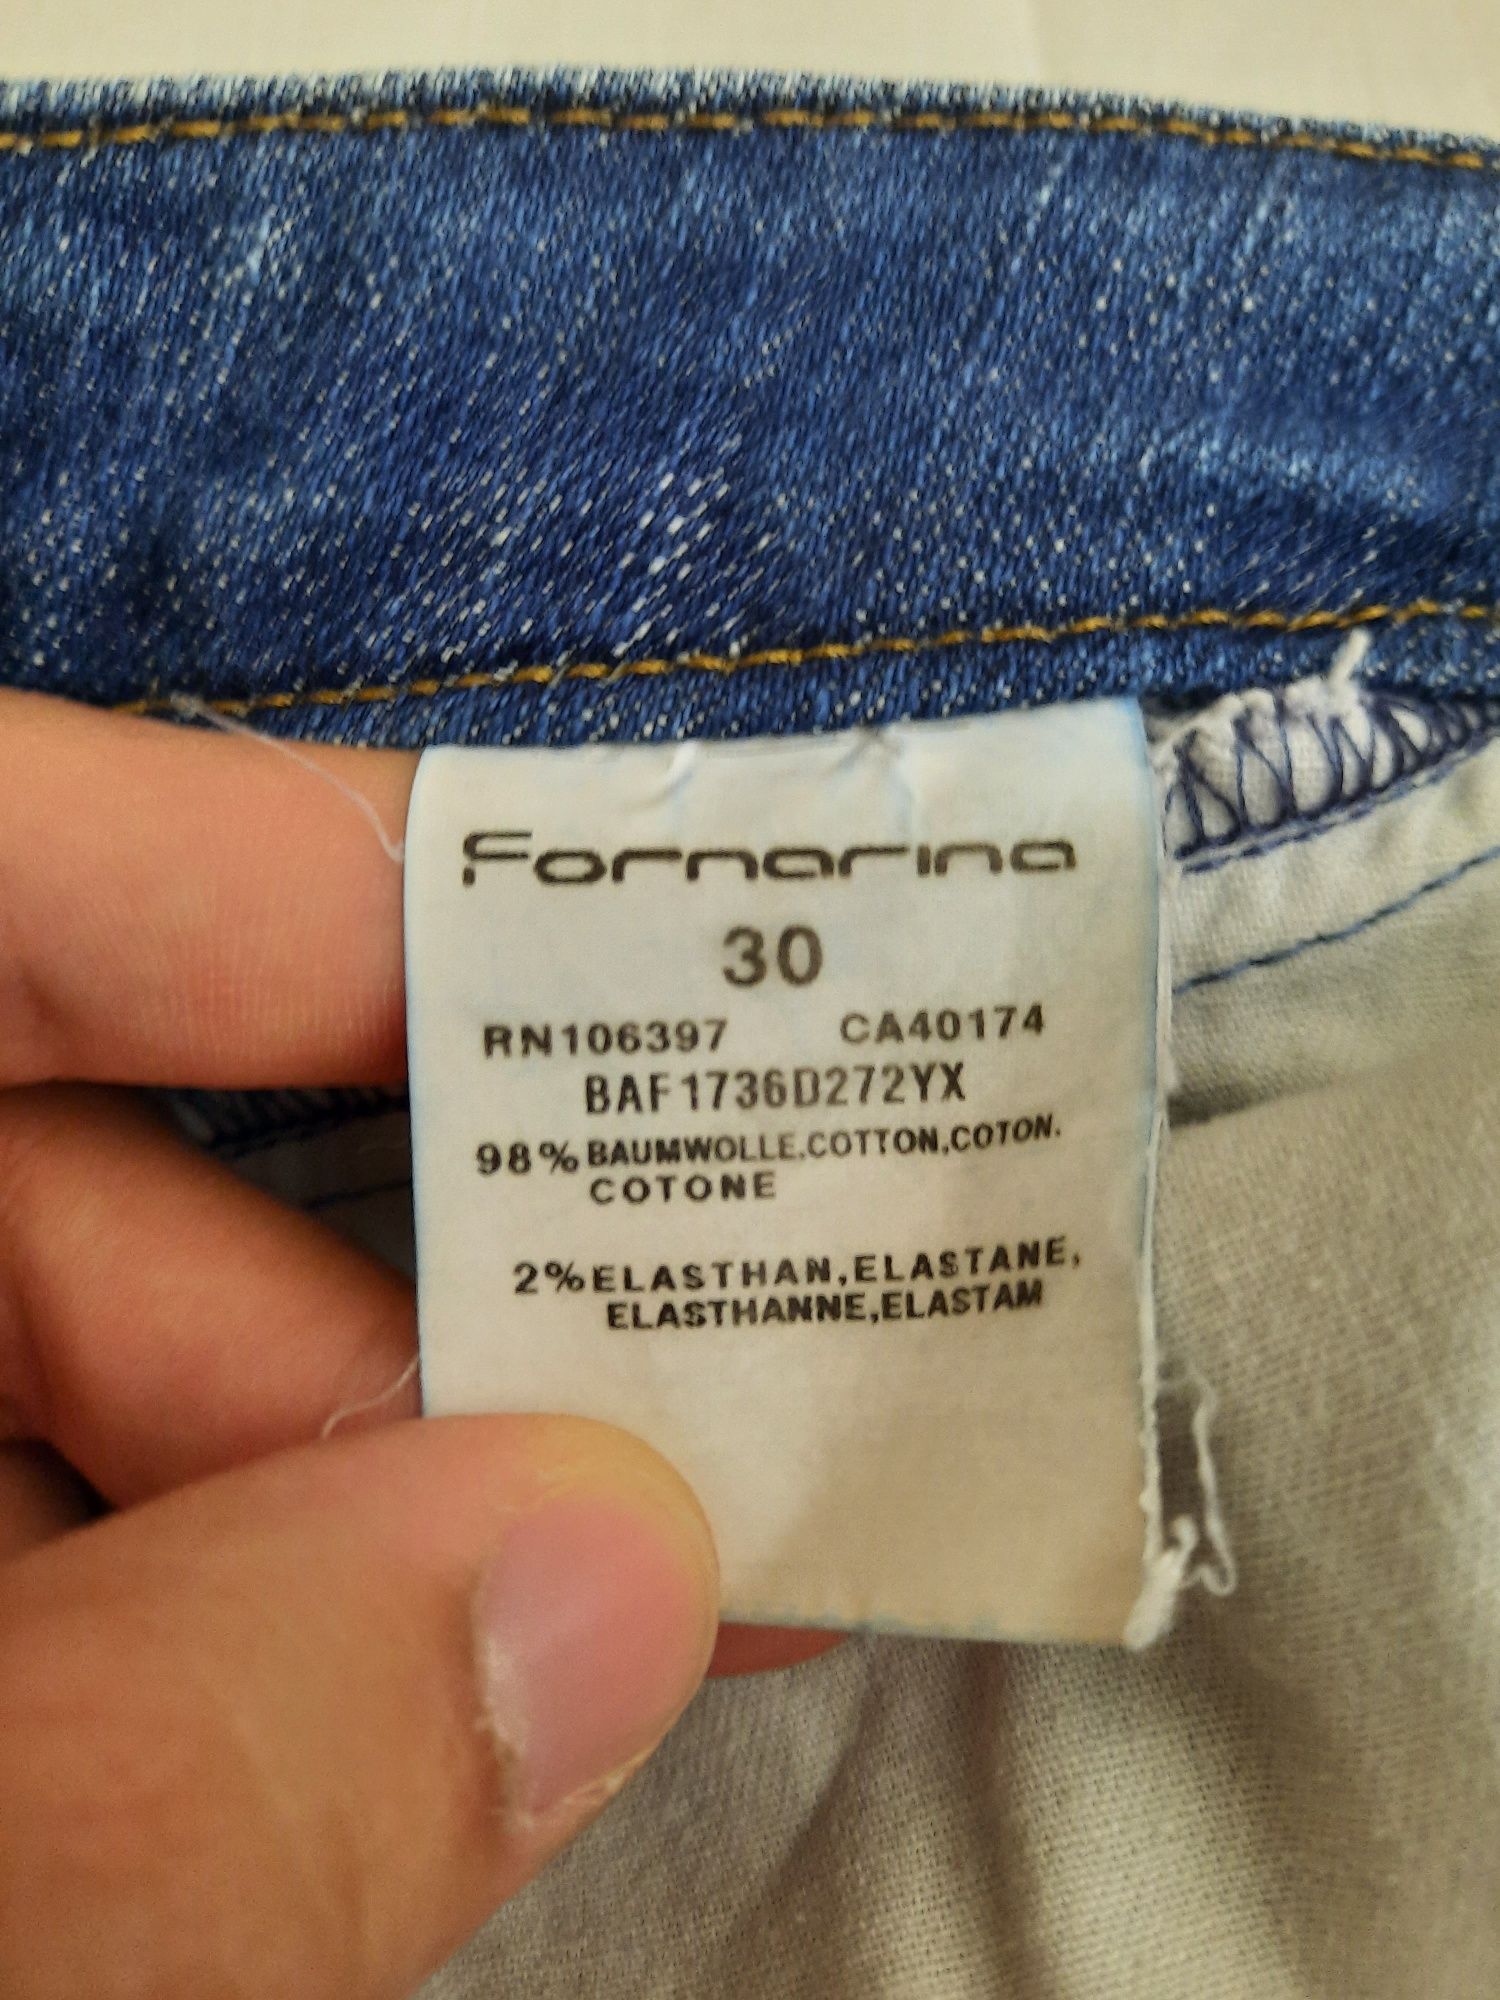 Fornarina
30
RN106397 CA40174
BAF1736D272YX
98% BAUMWOLLE.COTTON,COTON.
COTONE
2% ELASTHAN,ELASTANE,
ELASTHANNE,ELASTAM